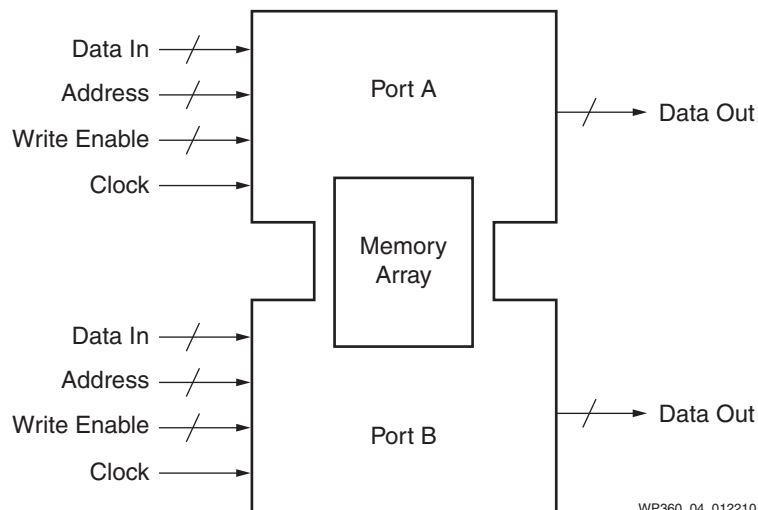 Data In
Address
Write Enable
Clock
Port A
Data Out
Memory
Array
Data In
Address
Write Enable
Clock
Port B
Data Out
WP360_04_012210